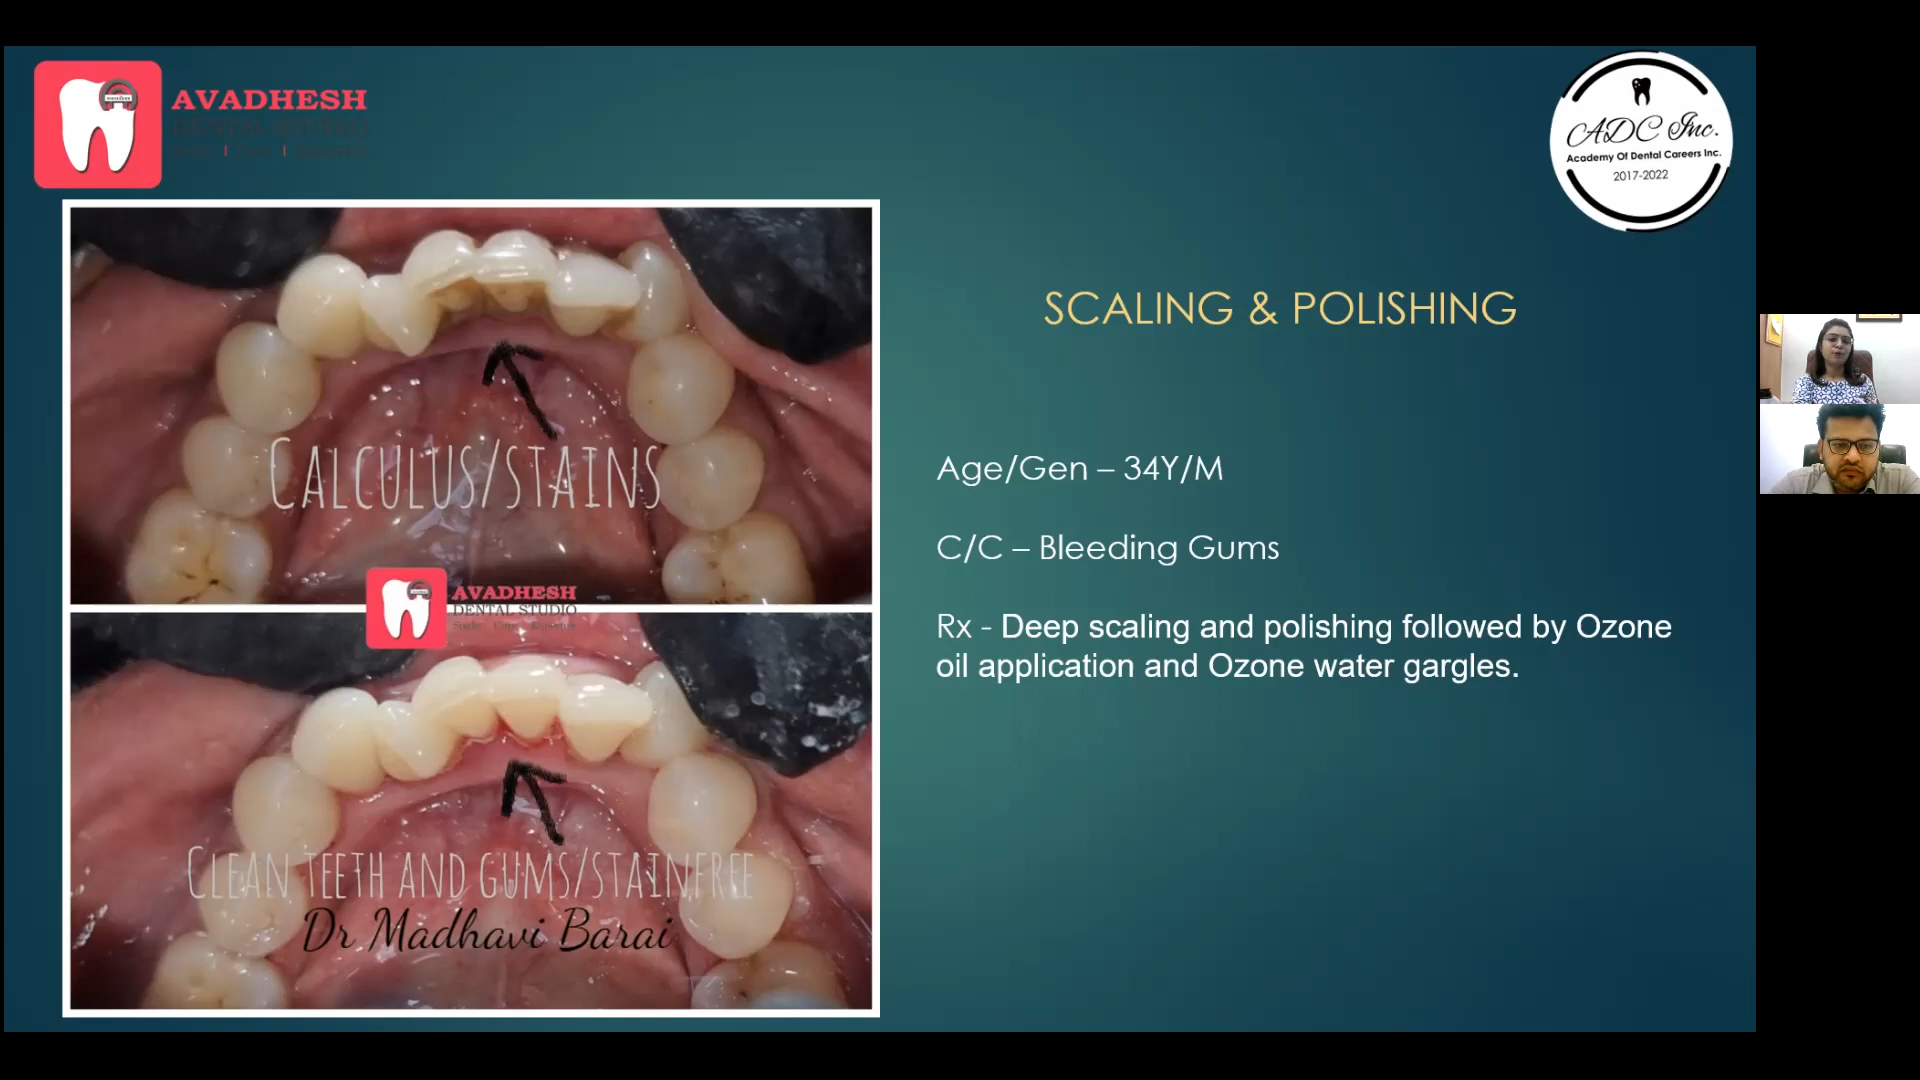 AVADHESH
DENTAL STUDIO
ADC Inc.
Academy Of Dental Careers Inc.
2017-2022
SCALING & POLISHING
CALCULUS/STAINS
AVADHESH
DENTAL STUDIO
CLEAN TEETH AND GUMS/STAINFREE
Dr Madhavi Barai
Age/Gen – 34Y/M
C/C – Bleeding Gums
Rx - Deep scaling and polishing followed by Ozone
oil application and Ozone water gargles.